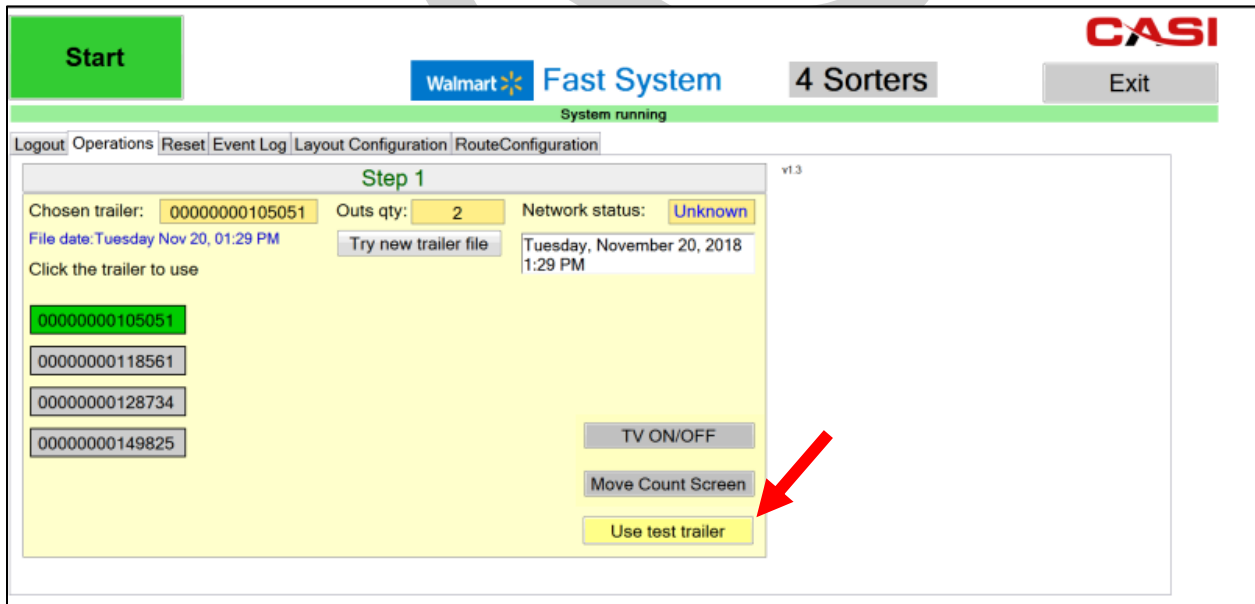 Start
CASI
Walmart Fast System
4 Sorters
Exit
System running
Logout Operations Reset Event Log Layout Configuration RouteConfiguration
Step 1
v1.3
Chosen trailer: 00000000105051 Outs qty: 2 Network status: Unknown
File date:Tuesday Nov 20, 01:29 PM
Try new trailer file
Tuesday, November 20, 2018
1:29 PM
Click the trailer to use
00000000105051
00000000118561
00000000128734
00000000149825
TV ON/OFF
Move Count Screen
Use test trailer